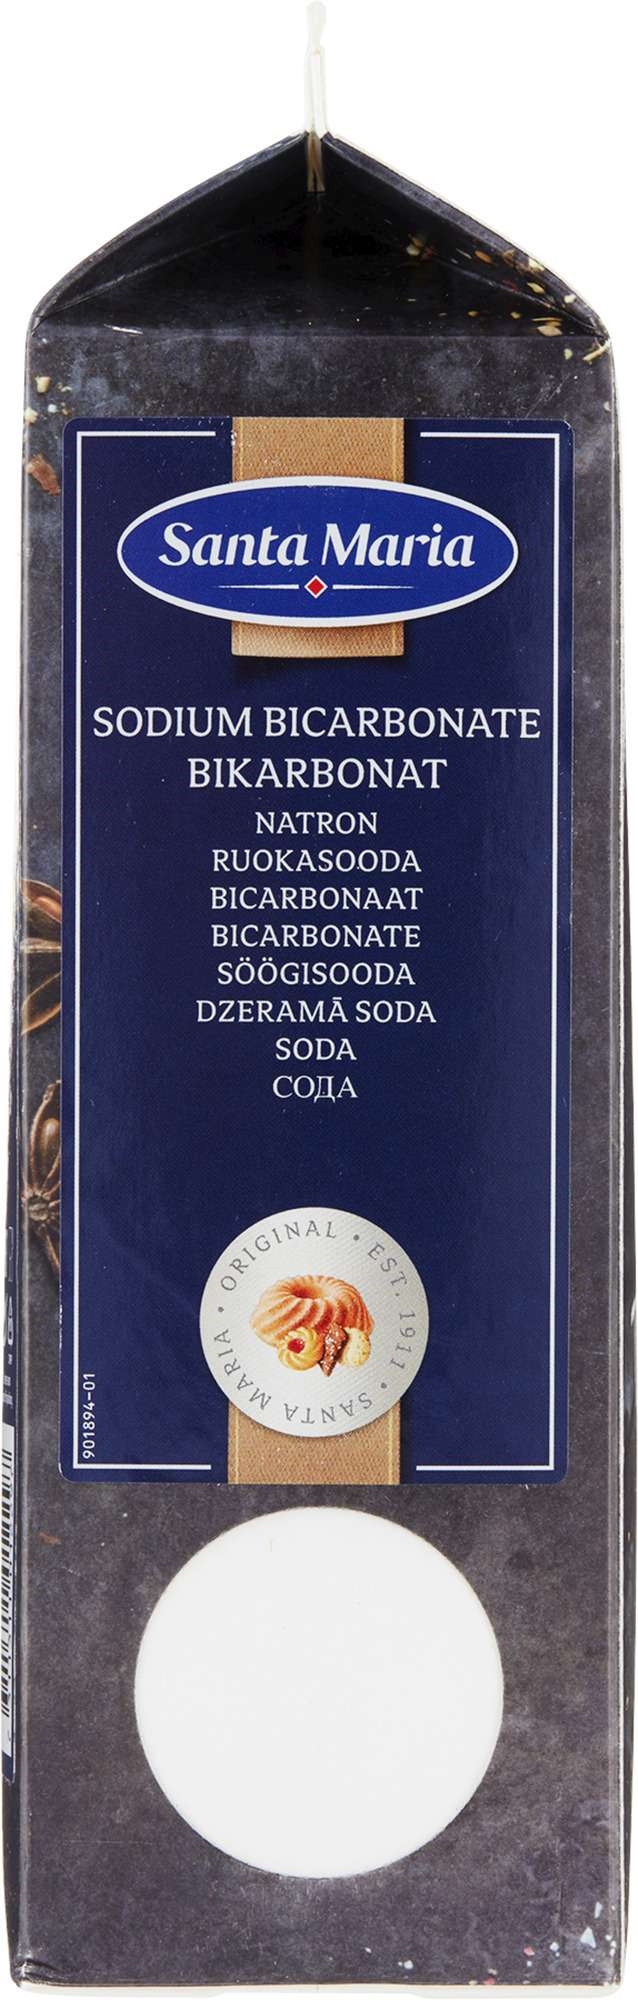 Santa Maria
SODIUM BICARBONATE
BIKARBONAT
NATRON
RUOKASOODA
BICARBONAAT
BICARBONATE
SÖÖGISOODA
DZERAMĀ SODA
SODA
СОДА
ORIGINAL • EST. 1911 • SANTA MARIA •
901894-01